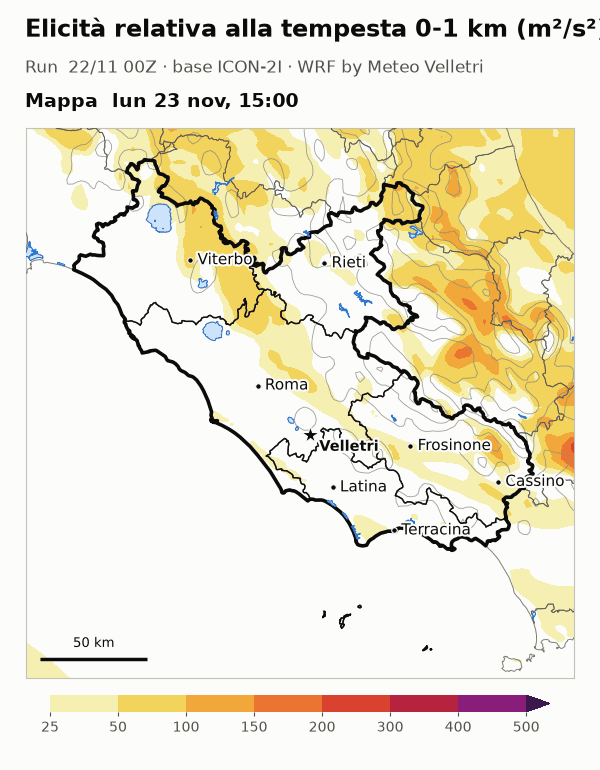 Elicità relativa alla tempesta 0-1 km (m²/s²)
Run 22/11 00Z · base ICON-2I · WRF by Meteo Velletri
Mappa lun 23 nov, 15:00
Viterbo
Rieti
Roma
Velletri
Frosinone
Latina
Cassino
Terracina
50 km
25 50 100 150 200 300 400 500